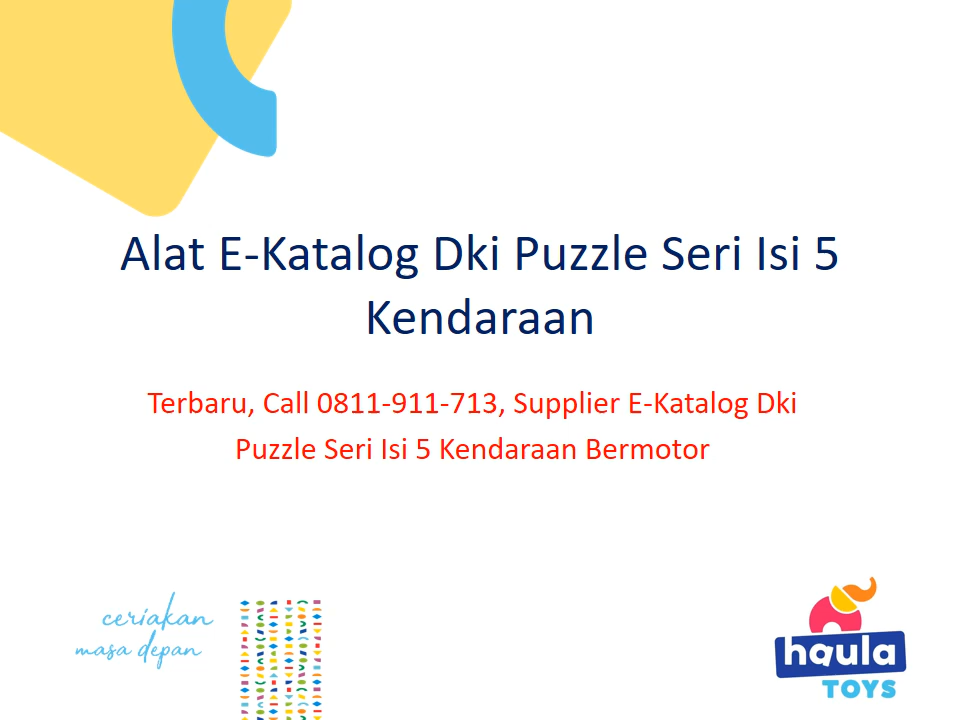 Alat E-Katalog Dki Puzzle Seri Isi 5
Kendaraan
Terbaru, Call 0811-911-713, Supplier E-Katalog Dki
Puzzle Seri Isi 5 Kendaraan Bermotor
ceriakan
masa depan
haula
TOYS